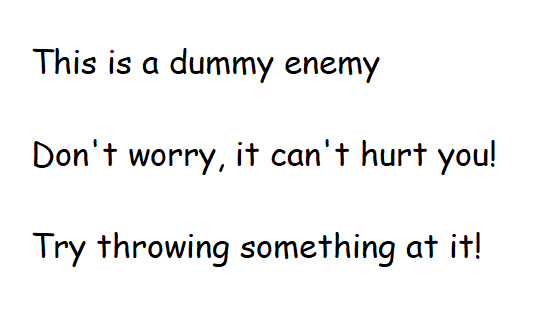 This is a dummy enemy
Don't worry, it can't hurt you!
Try throwing something at it!